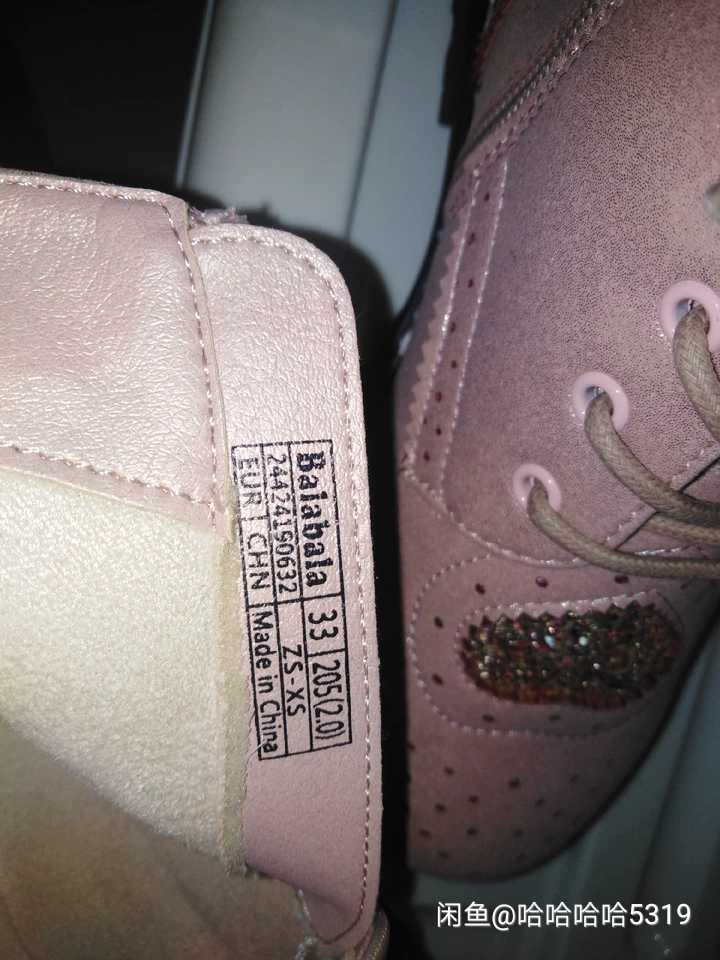 Balabala 33 205(2.0)
24424190632 ZS-XS
EUR CHN Made in China
闲鱼@哈哈哈哈5319